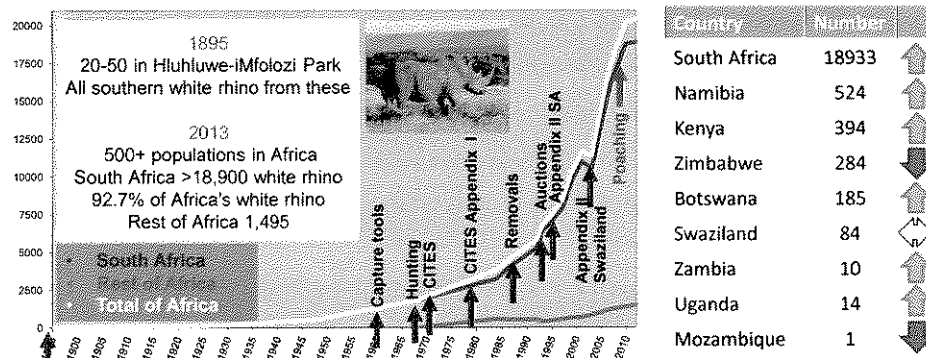 20000
17500
15000
12500
10000
7500
5000
2500
0
1895
20-50 in Hluhluwe-iMfolozi Park
All southern white rhino from these
2013
500+ populations in Africa
South Africa >18,900 white rhino
92.7% of Africa's white rhino
Rest of Africa 1,495
• South Africa
• Total of Africa
Capture tools
Hunting
CITES
CITES Appendix I
Removals
Auctions
Appendix II SA
Appendix II
Swaziland
Poaching
1900
1905
1910
1915
1920
1925
1930
1935
1940
1945
1950
1955
1960
1965
1970
1975
1980
1985
1990
1995
2000
2005
2010
Country Number
South Africa 18933
Namibia 524
Kenya 394
Zimbabwe 284
Botswana 185
Swaziland 84
Zambia 10
Uganda 14
Mozambique 1